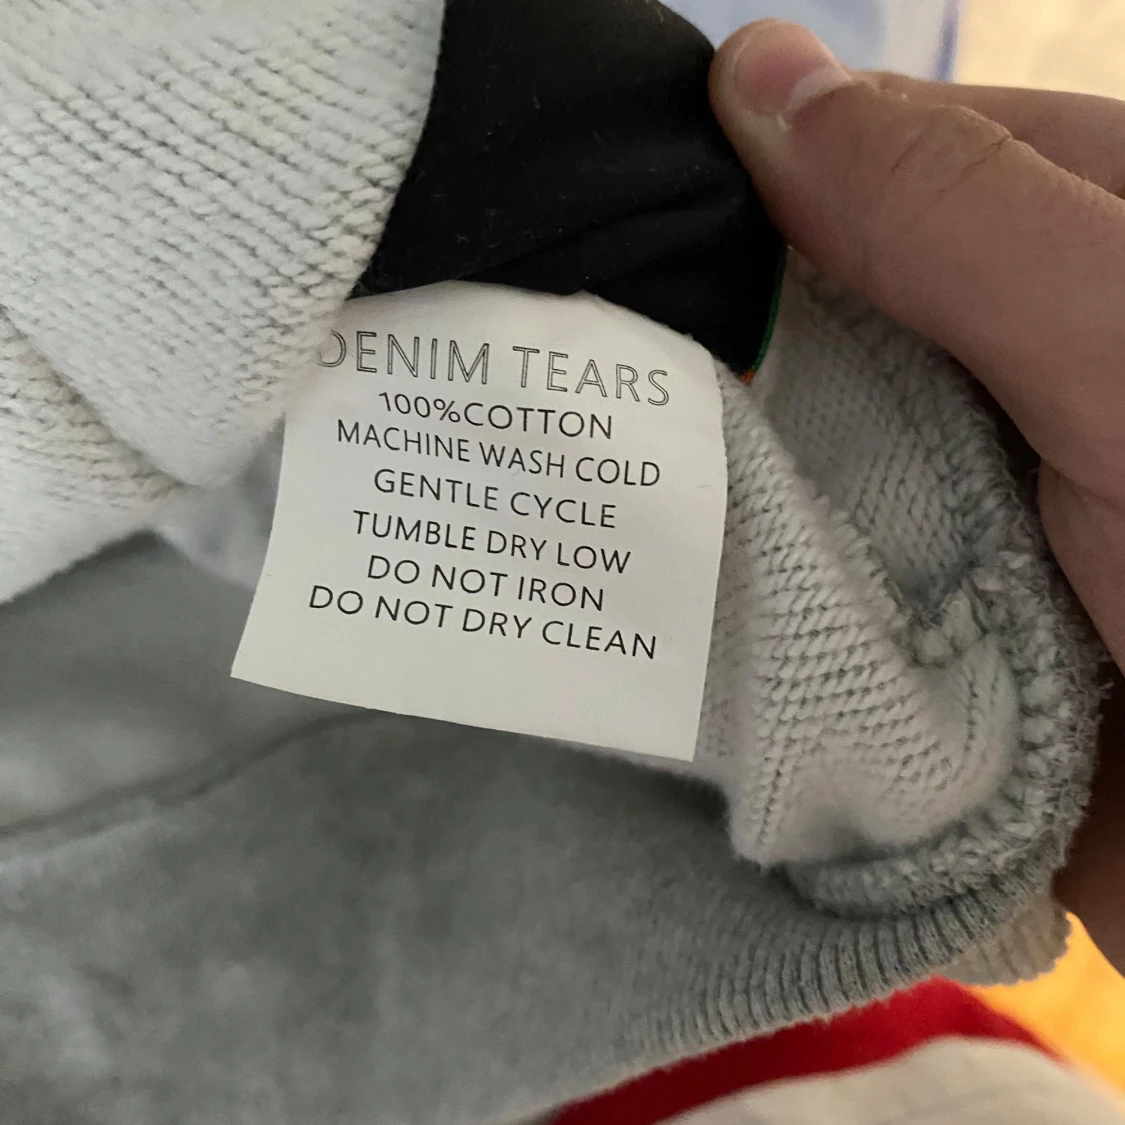 DENIM TEARS
100%COTTON
MACHINE WASH COLD
GENTLE CYCLE
TUMBLE DRY LOW
DO NOT IRON
DO NOT DRY CLEAN